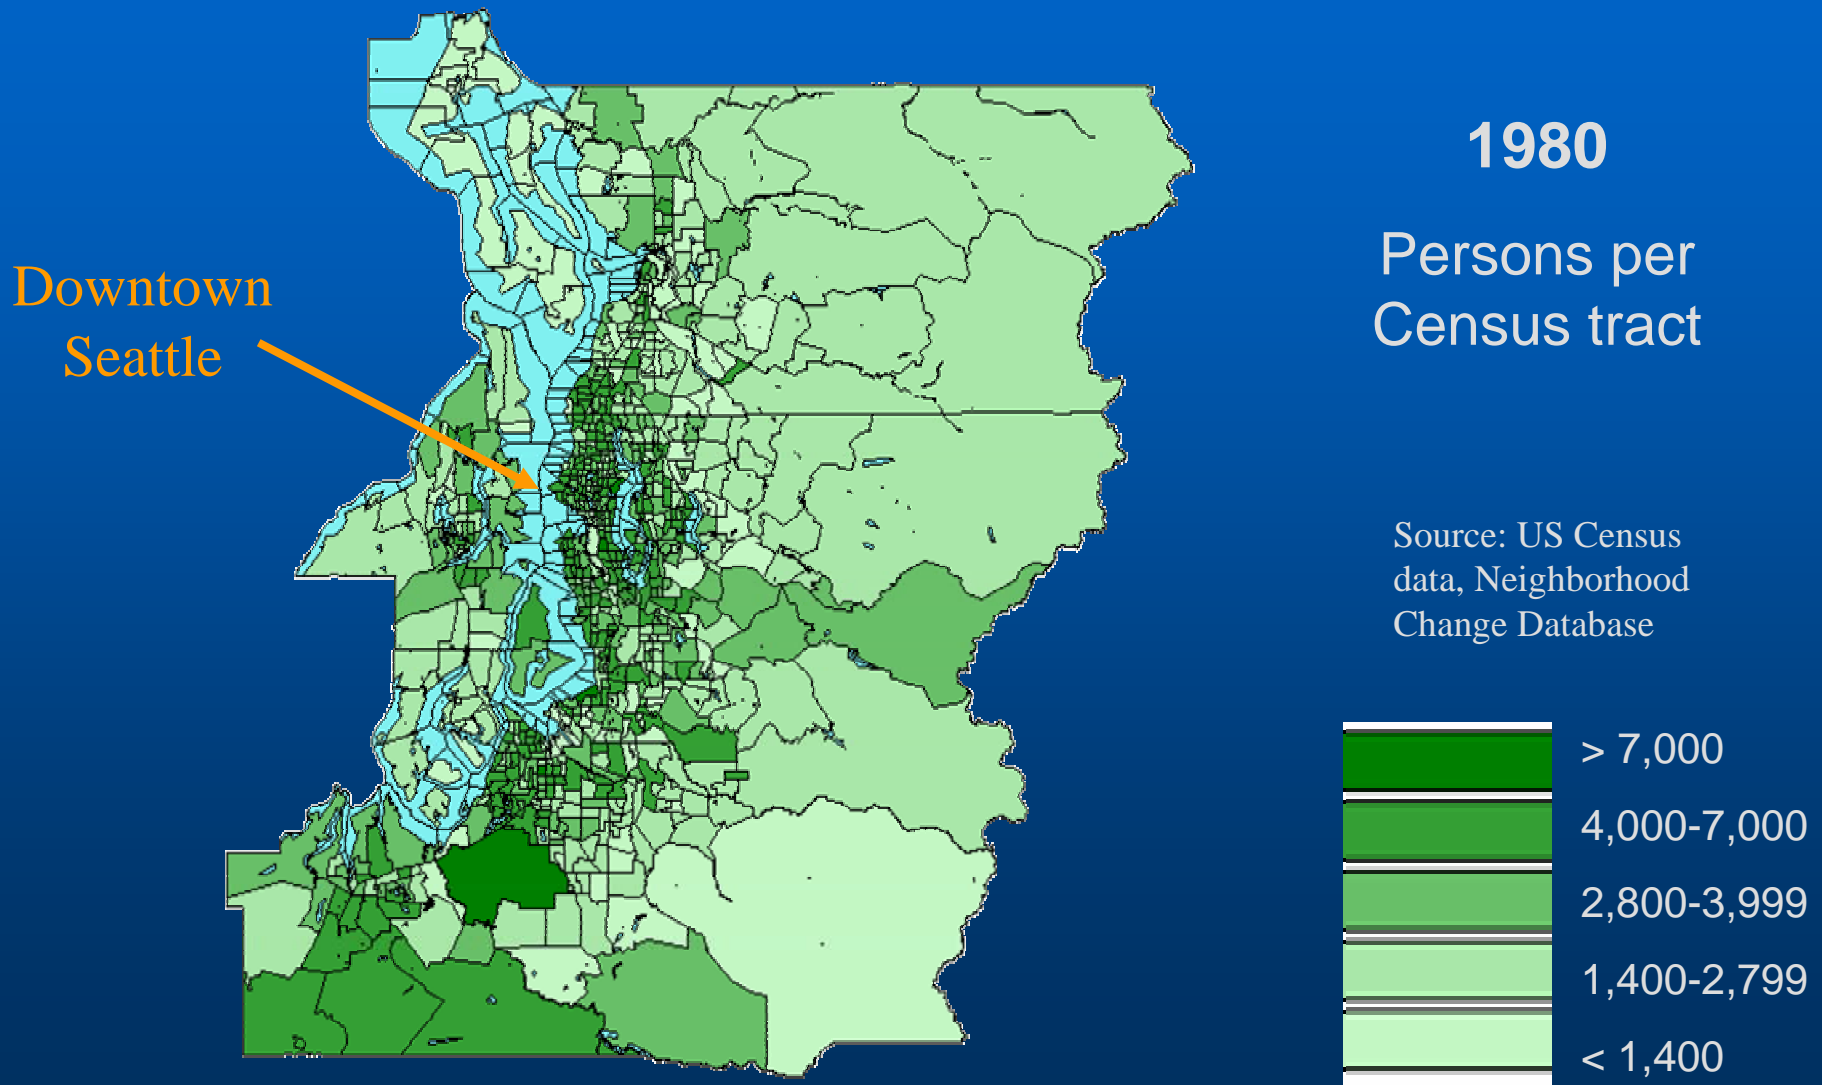 Downtown
Seattle
1980
Persons per
Census tract
Source: US Census
data, Neighborhood
Change Database
> 7,000
4,000-7,000
2,800-3,999
1,400-2,799
< 1,400